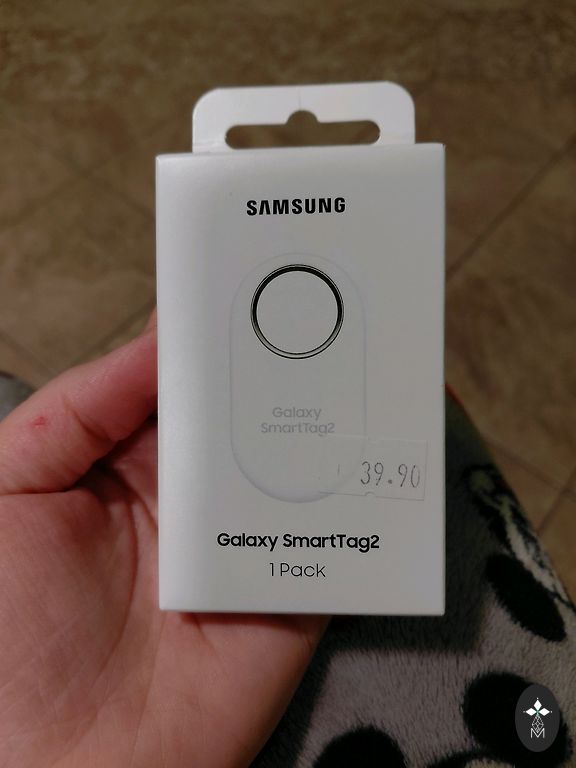 SAMSUNG
Galaxy
SmartTag2
39.90
Galaxy SmartTag2
1 Pack
M